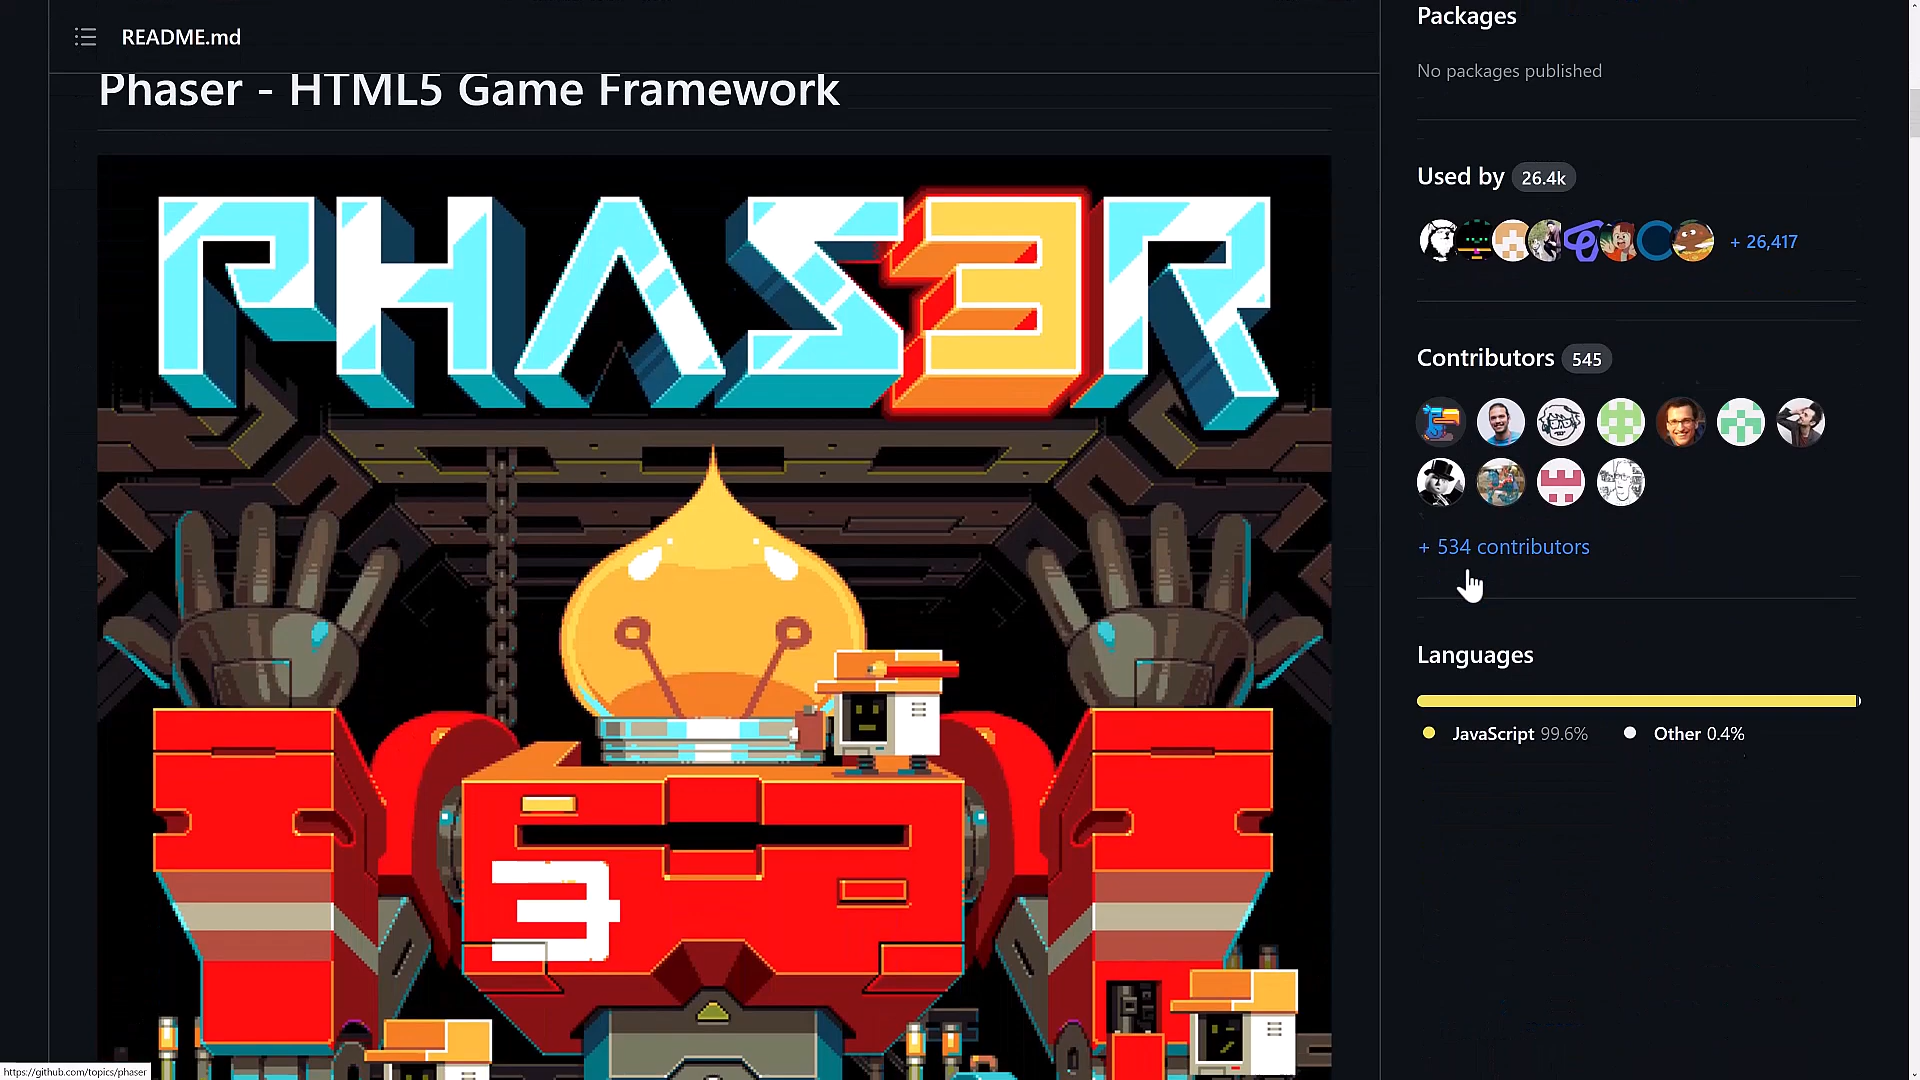 README.md
Phaser - HTML5 Game Framework
PHAS3R
3
Packages
No packages published
Used by 26.4k
+ 26,417
Contributors 545
+ 534 contributors
Languages
JavaScript 99.6% Other 0.4%
https://github.com/topics/phaser